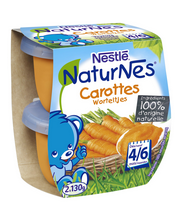 Nestlé
NATURNES®
Carottes
Worteltjes
Ingrédients
100%
d'origine
naturelle
4/6
2x130g